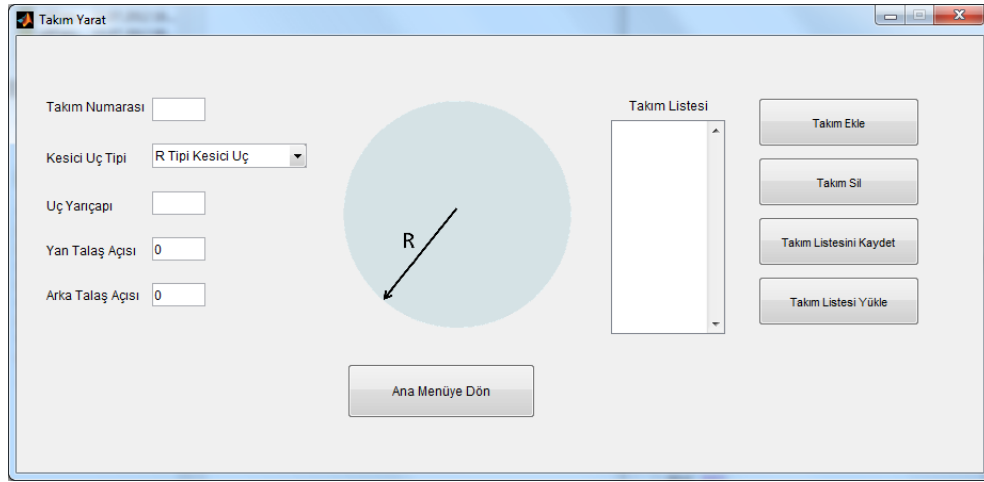 Takım Yarat
Takım Numarası
Kesici Uç Tipi
R Tipi Kesici Uç
Uç Yarıçapı
Yan Talaş Açısı
0
Arka Talaş Açısı
0
R
Takım Listesi
Takım Ekle
Takım Sil
Takım Listesini Kaydet
Takım Listesi Yükle
Ana Menüye Dön